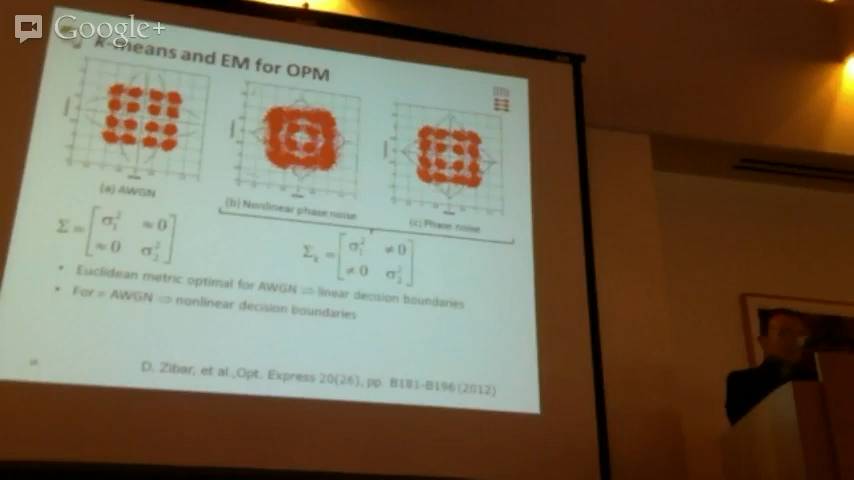 Google+
k-means and EM for OPM
(a) AWGN
(b) Nonlinear phase noise
(c) Phase noise
Σ = [σ₁² ≈0; ≈0 σ₂²]
Σₖ = [σ₁² ≠0; ≠0 σ₂²]
• Euclidean metric optimal for AWGN ⇒ linear decision boundaries
• For ≠ AWGN ⇒ nonlinear decision boundaries
D. Zibar, et al.,Opt. Express 20(26), pp. B181-B196 (2012)